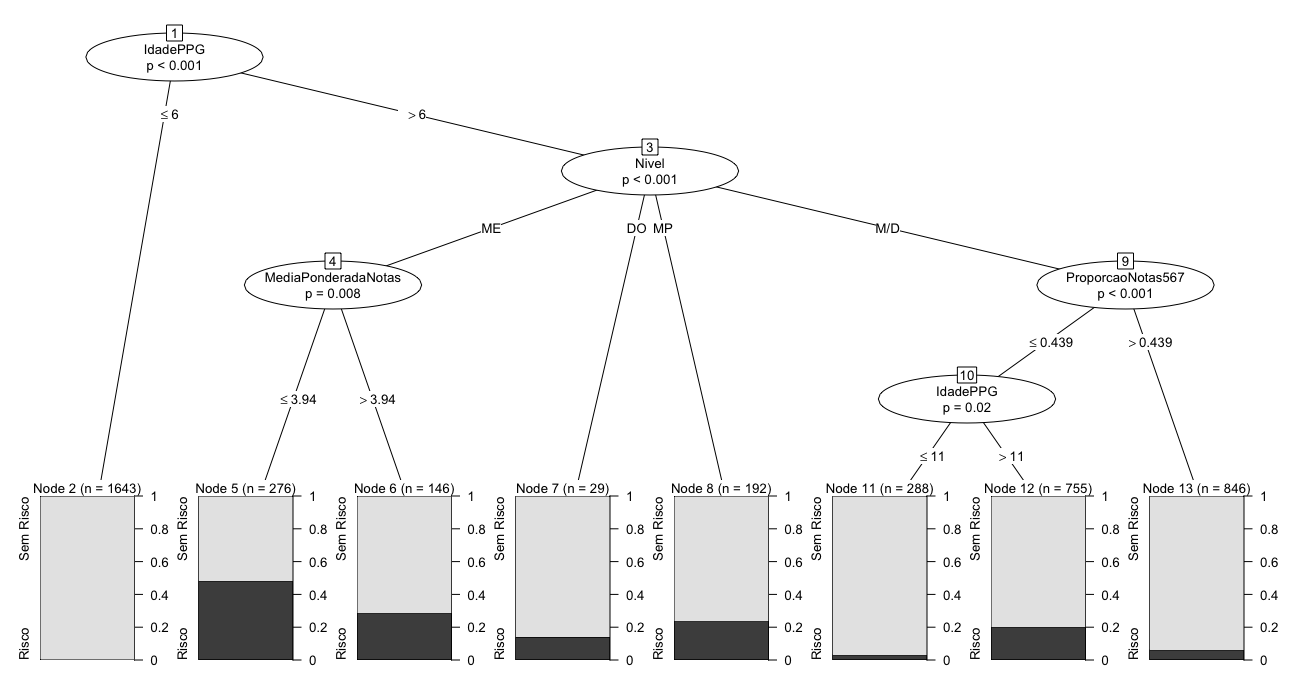 1
IdadePPG
p < 0.001
≤ 6
> 6
3
Nivel
p < 0.001
ME
DO
MP
M/D
4
MediaPonderadaNotas
p = 0.008
9
ProporcaoNotas567
p < 0.001
≤ 0.439
> 0.439
10
IdadePPG
p = 0.02
≤ 3.94
> 3.94
≤ 11
> 11
Node 2 (n = 1643)
Sem Risco
Risco
1
0.8
0.6
0.4
0.2
0
Node 5 (n = 276)
Sem Risco
Risco
1
0.8
0.6
0.4
0.2
0
Node 6 (n = 146)
Sem Risco
Risco
1
0.8
0.6
0.4
0.2
0
Node 7 (n = 29)
Sem Risco
Risco
1
0.8
0.6
0.4
0.2
0
Node 8 (n = 192)
Sem Risco
Risco
1
0.8
0.6
0.4
0.2
0
Node 11 (n = 288)
Sem Risco
Risco
1
0.8
0.6
0.4
0.2
0
Node 12 (n = 755)
Sem Risco
Risco
1
0.8
0.6
0.4
0.2
0
Node 13 (n = 846)
Sem Risco
Risco
1
0.8
0.6
0.4
0.2
0